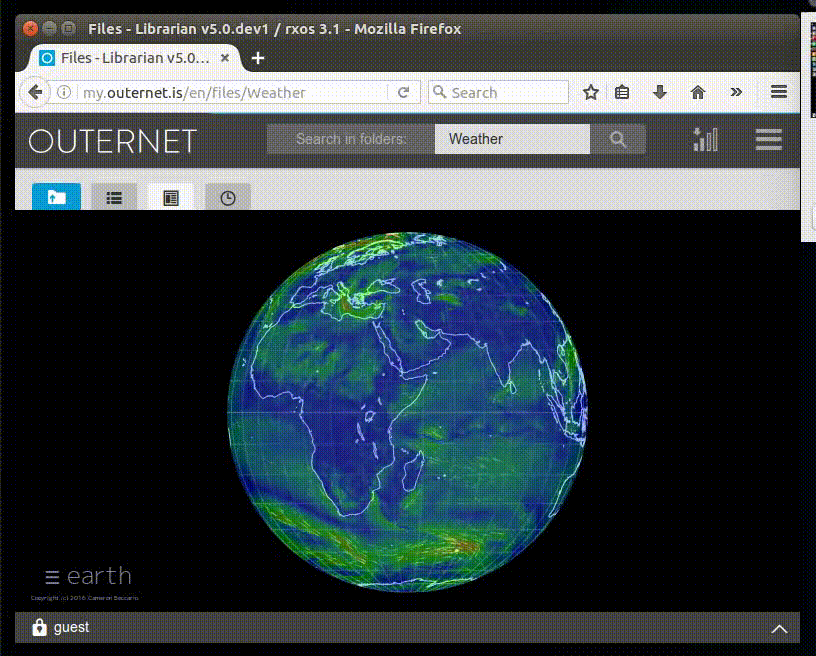 Files - Librarian v5.0.dev1 / rxos 3.1 - Mozilla Firefox
Files - Librarian v5.0...
my.outernet.is/en/files/Weather
Search
OUTERNET
Search in folders:
Weather
earth
Copyright (c) 2016 Cameron Beccario
guest